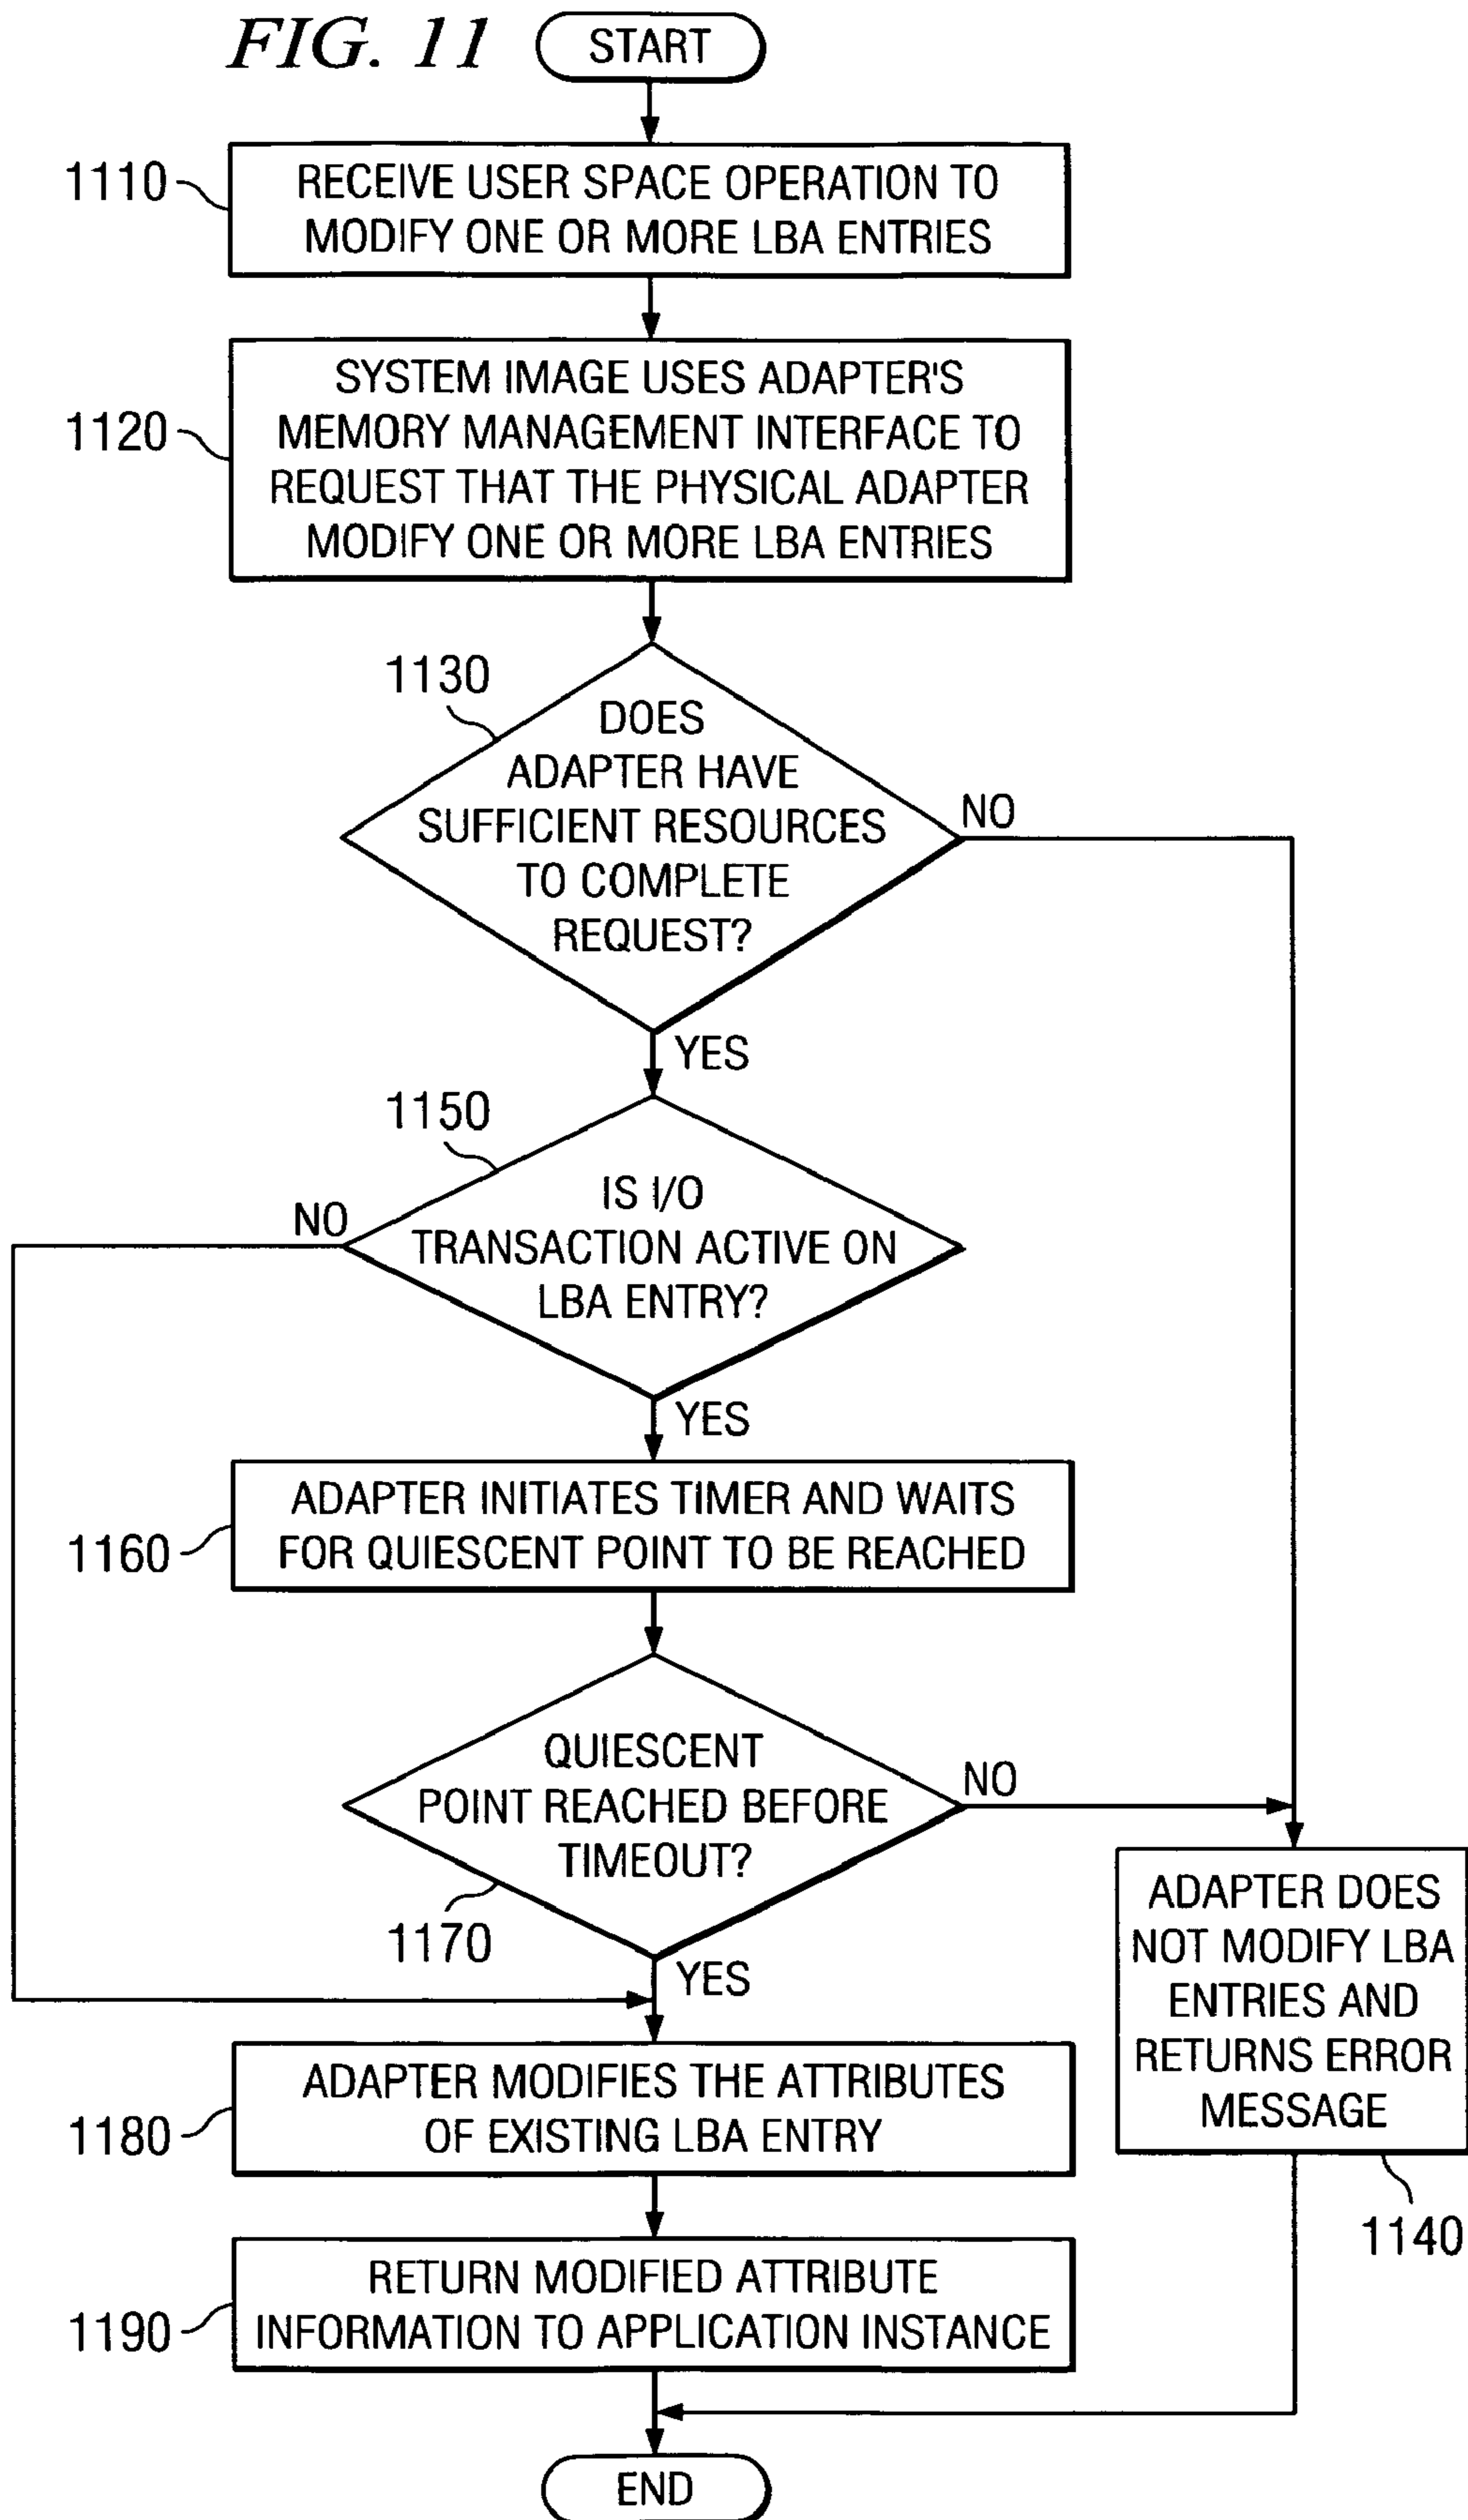 FIG. 11
START
1110
RECEIVE USER SPACE OPERATION TO
MODIFY ONE OR MORE LBA ENTRIES
1120
SYSTEM IMAGE USES ADAPTER'S
MEMORY MANAGEMENT INTERFACE TO
REQUEST THAT THE PHYSICAL ADAPTER
MODIFY ONE OR MORE LBA ENTRIES
1130
DOES
ADAPTER HAVE
SUFFICIENT RESOURCES
TO COMPLETE
REQUEST?
NO
YES
1150
IS I/O
TRANSACTION ACTIVE ON
LBA ENTRY?
NO
YES
1160
ADAPTER INITIATES TIMER AND WAITS
FOR QUIESCENT POINT TO BE REACHED
QUIESCENT
POINT REACHED BEFORE
TIMEOUT?
NO
1170
YES
ADAPTER DOES
NOT MODIFY LBA
ENTRIES AND
RETURNS ERROR
MESSAGE
1140
1180
ADAPTER MODIFIES THE ATTRIBUTES
OF EXISTING LBA ENTRY
1190
RETURN MODIFIED ATTRIBUTE
INFORMATION TO APPLICATION INSTANCE
END